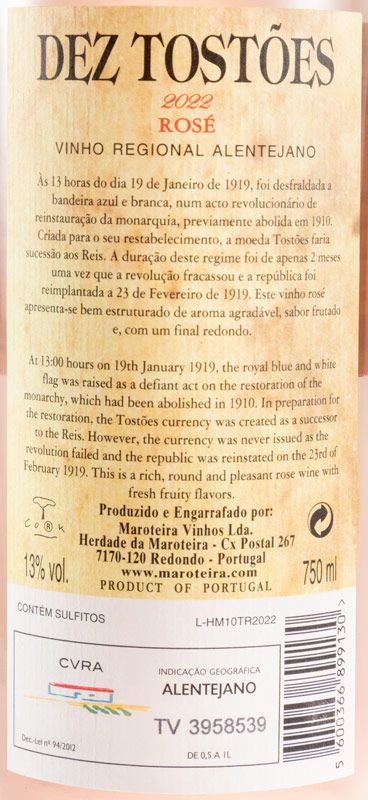 DEZ TOSTÕES
2022
ROSÉ
VINHO REGIONAL ALENTEJANO
Às 13 horas do dia 19 de Janeiro de 1919, foi desfraldada a
bandeira azul e branca, num acto revolucionário de
reinstauração da monarquia, previamente abolida em 1910.
Criada para o seu restabelecimento, a moeda Tostões faria
sucessão aos Reis. A duração deste regime foi de apenas 2 meses
uma vez que a revolução fracassou e a república foi
reimplantada a 23 de Fevereiro de 1919. Este vinho rosé
apresenta-se bem estruturado de aroma agradável, sabor frutado
e, com um final redondo.
At 13:00 hours on 19th January 1919, the royal blue and white
flag was raised as a defiant act on the restoration of the
monarchy, which had been abolished in 1910. In preparation for
the restoration, the Tostões currency was created as a successor
to the Reis. However, the currency was never issued as the
revolution failed and the republic was reinstated on the 23rd of
February 1919. This is a rich, round and pleasant rose wine with
fresh fruity flavors.
CORK
Produzido e Engarrafado por:
Maroteira Vinhos Lda.
Herdade da Maroteira - Cx Postal 267
7170-120 Redondo - Portugal
www.maroteira.com
13% vol.
750 ml
PRODUCT OF PORTUGAL
CONTÉM SULFITOS
L-HM10TR2022
CVRA
Dec.-Lei nº 94/2012
INDICAÇÃO GEOGRÁFICA
ALENTEJANO
TV 3958539
DE 0,5 A 1L
5 600366 899130 >